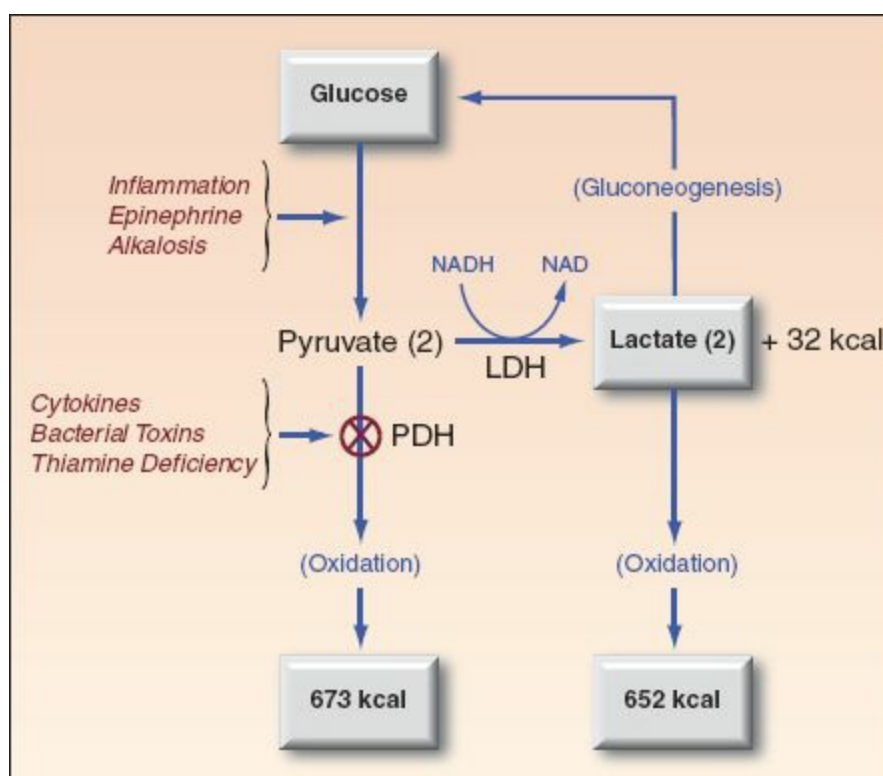 Glucose
(Gluconeogenesis)
Inflammation
Epinephrine
Alkalosis
NADH NAD
Pyruvate (2)
LDH
Lactate (2) + 32 kcal
Cytokines
Bacterial Toxins
Thiamine Deficiency
PDH
(Oxidation) (Oxidation)
673 kcal 652 kcal